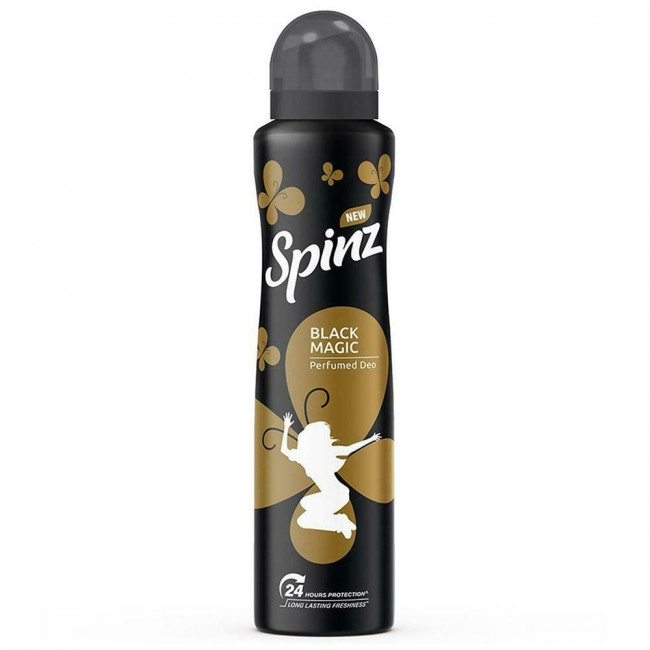 NEW
Spinz
BLACK
MAGIC
Perfumed Deo
24 HOURS PROTECTION^
LONG LASTING FRESHNESS